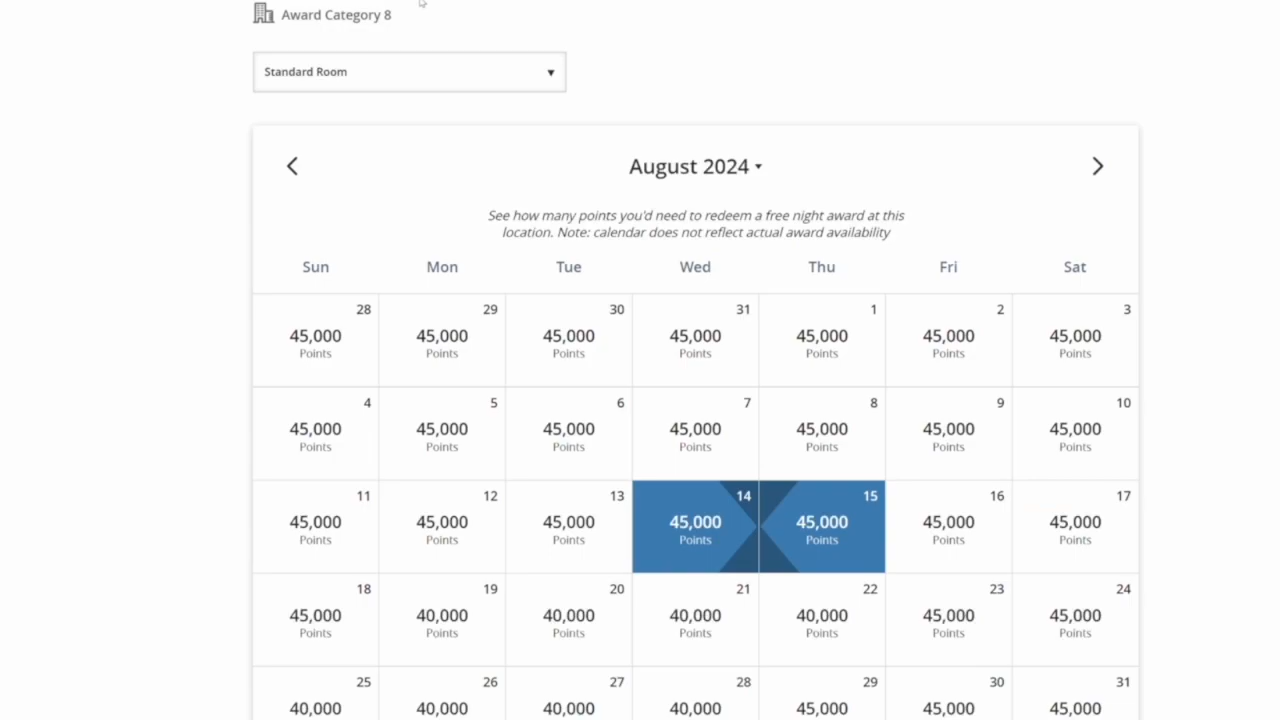 Award Category 8
Standard Room
August 2024
See how many points you'd need to redeem a free night award at this
location. Note: calendar does not reflect actual award availability
Sun Mon Tue Wed Thu Fri Sat
28 29 30 31 1 2 3
45,000 45,000 45,000 45,000 45,000 45,000 45,000
Points Points Points Points Points Points Points
4 5 6 7 8 9 10
45,000 45,000 45,000 45,000 45,000 45,000 45,000
Points Points Points Points Points Points Points
11 12 13 14 15 16 17
45,000 45,000 45,000 45,000 45,000 45,000 45,000
Points Points Points Points Points Points Points
18 19 20 21 22 23 24
45,000 40,000 40,000 40,000 40,000 45,000 45,000
Points Points Points Points Points Points Points
25 26 27 28 29 30 31
40,000 40,000 40,000 40,000 45,000 45,000 45,000